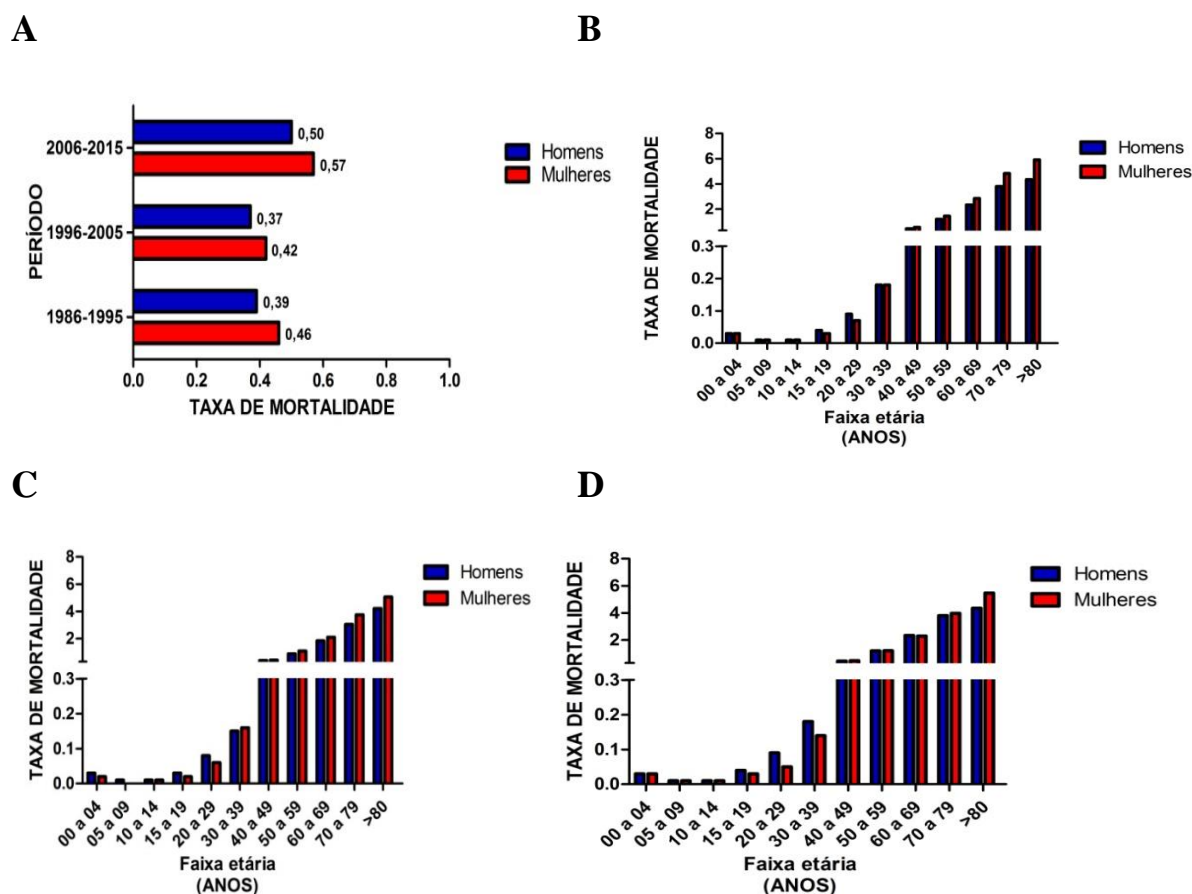 A
PERÍODO
2006-2015
1996-2005
1986-1995
0,50
0,57
0,37
0,42
0,39
0,46
0.0 0.2 0.4 0.6 0.8 1.0
TAXA DE MORTALIDADE
Homens
Mulheres
B
TAXA DE MORTALIDADE
8
6
4
2
0.3
0.2
0.1
0.0
00 a 04 05 a 09 10 a 14 15 a 19 20 a 29 30 a 39 40 a 49 50 a 59 60 a 69 70 a 79 >80
Faixa etária
(ANOS)
Homens
Mulheres
C
TAXA DE MORTALIDADE
8
6
4
2
0.3
0.2
0.1
0.0
00 a 04 05 a 09 10 a 14 15 a 19 20 a 29 30 a 39 40 a 49 50 a 59 60 a 69 70 a 79 >80
Faixa etária
(ANOS)
Homens
Mulheres
D
TAXA DE MORTALIDADE
8
6
4
2
0.3
0.2
0.1
0.0
00 a 04 05 a 09 10 a 14 15 a 19 20 a 29 30 a 39 40 a 49 50 a 59 60 a 69 70 a 79 >80
Faixa etária
(ANOS)
Homens
Mulheres